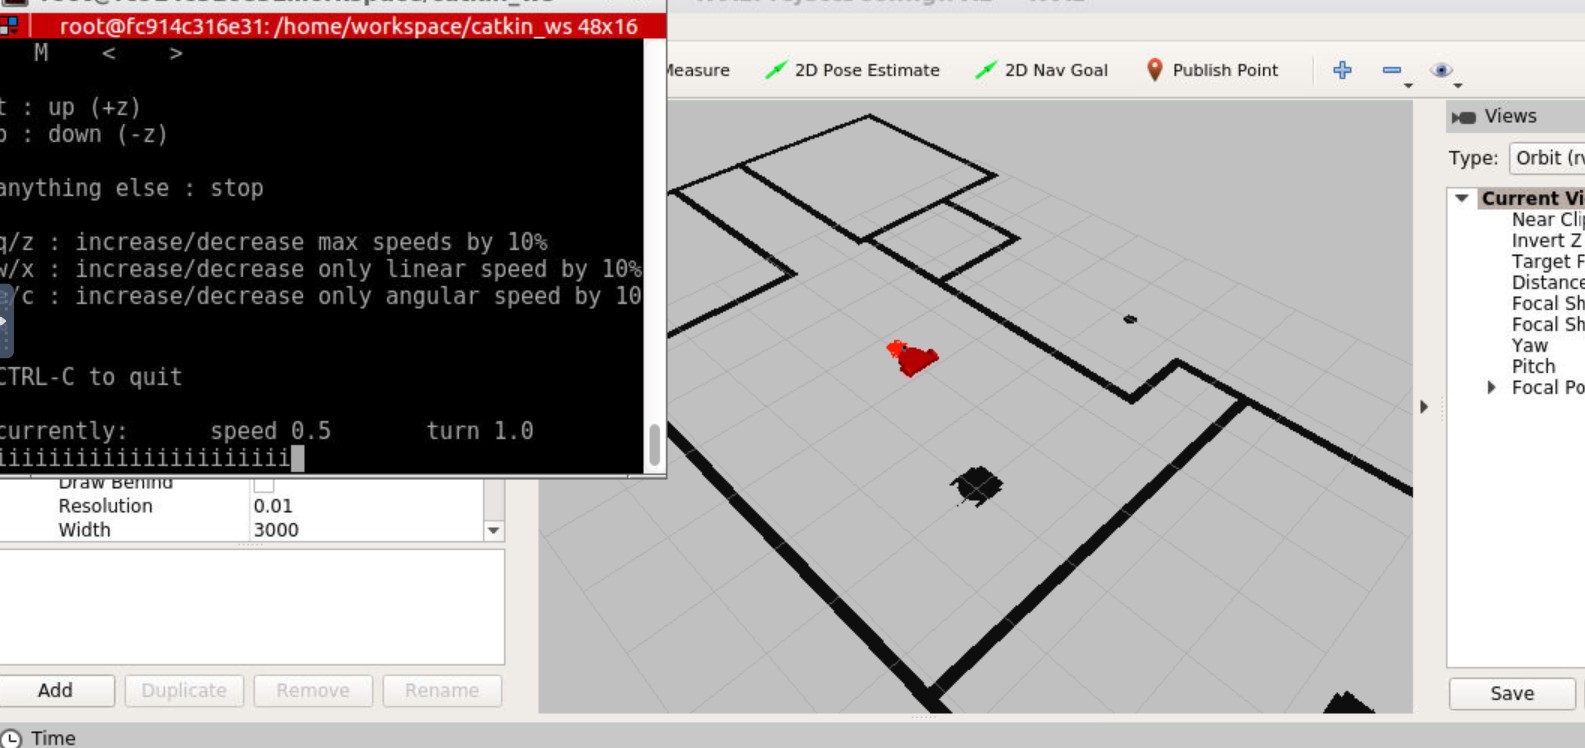 root@fc914c316e31: /home/workspace/catkin_ws 48x16
M < >
t : up (+z)
: down (-z)
anything else : stop
q/z : increase/decrease max speeds by 10%
w/x : increase/decrease only linear speed by 10%
/c : increase/decrease only angular speed by 10
CTRL-C to quit
currently: speed 0.5 turn 1.0
iiiiiiiiiiiiiiiiiiiiii
Draw Behind
Resolution 0.01
Width 3000
Add Duplicate Remove Rename
Time
Measure 2D Pose Estimate 2D Nav Goal Publish Point
Views
Type: Orbit (rv
Current Vi
Near Clip
Invert Z
Target F
Distance
Focal Sh
Focal Sh
Yaw
Pitch
Focal Po
Save